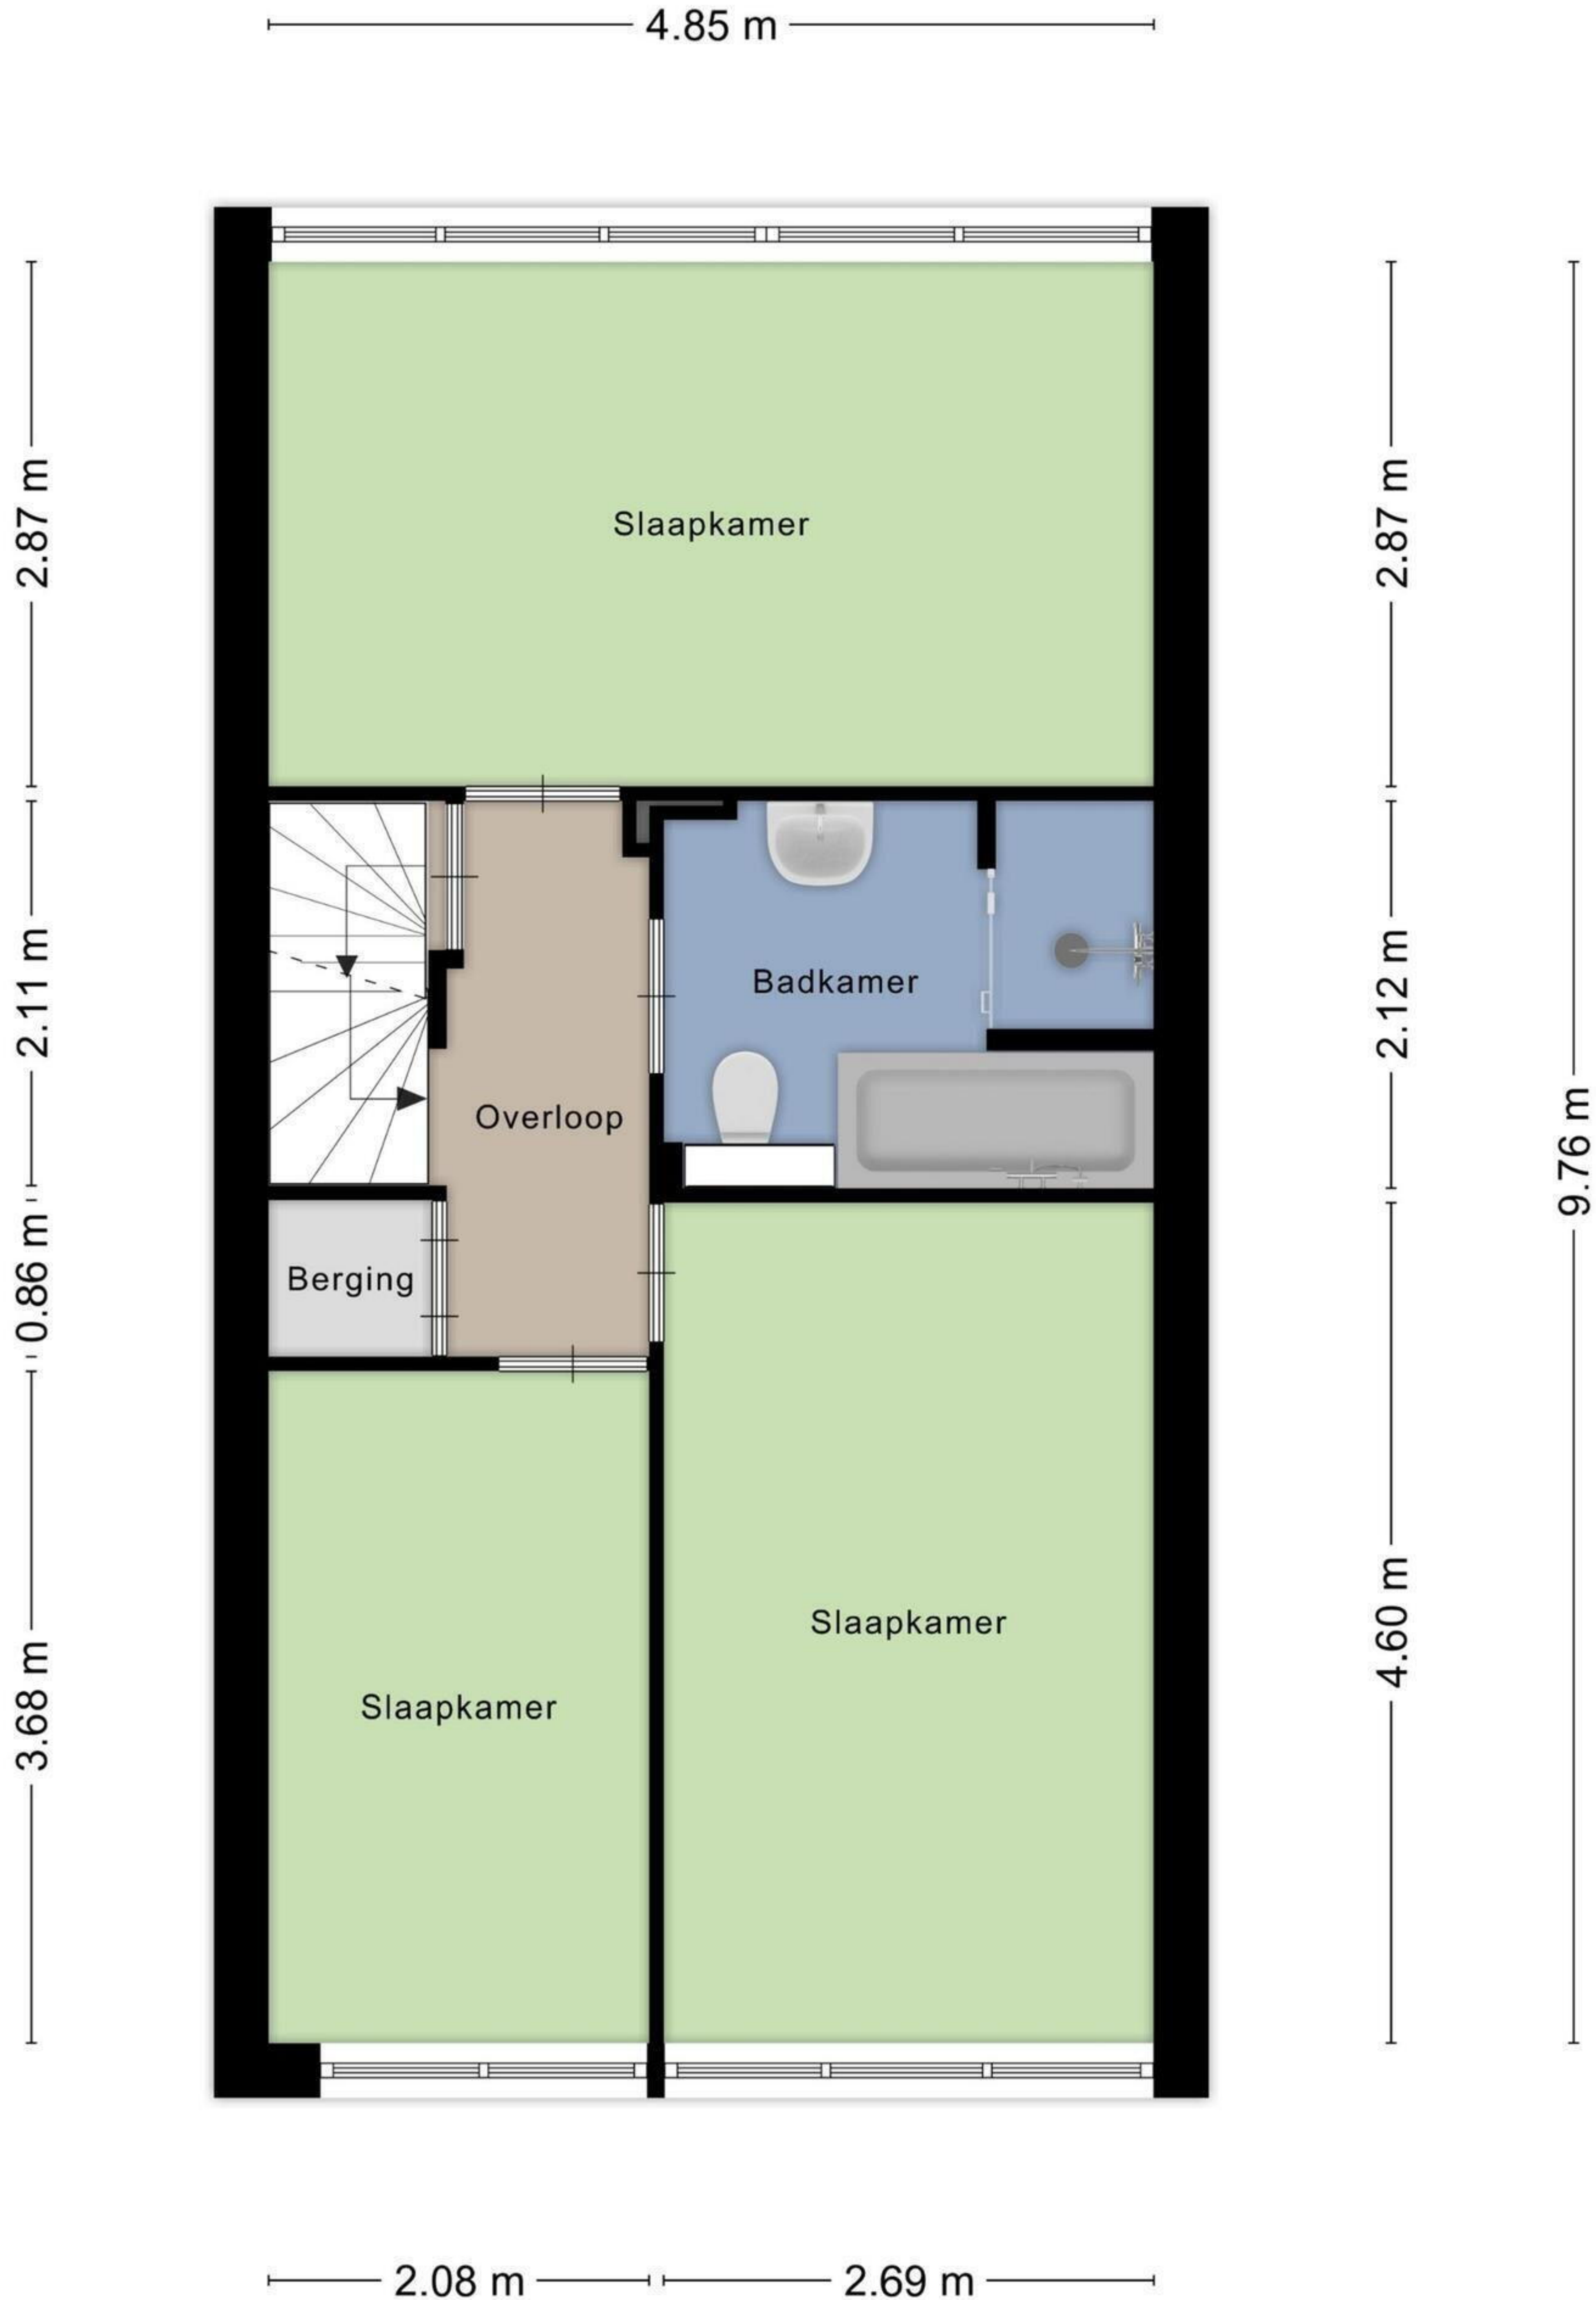 4.85 m
2.87 m
2.87 m
Slaapkamer
2.11 m
2.12 m
Badkamer
Overloop
9.76 m
0.86 m
Berging
4.60 m
Slaapkamer
3.68 m
Slaapkamer
2.08 m
2.69 m